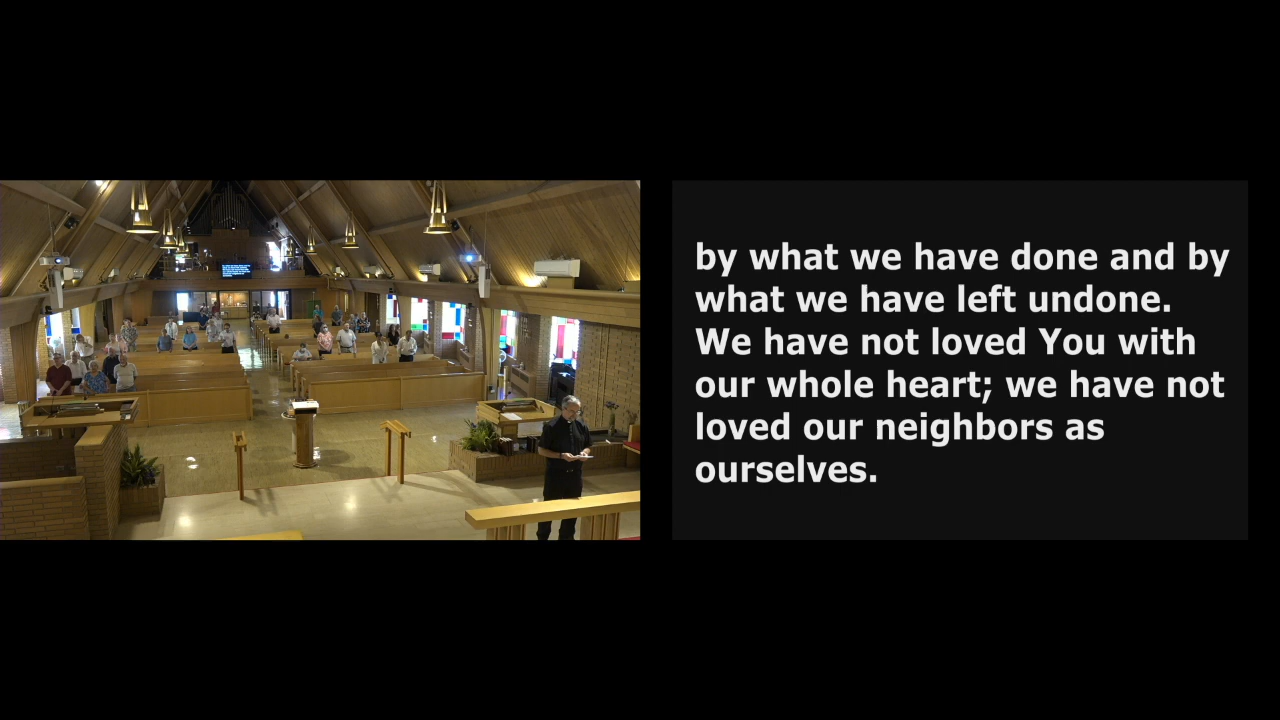 by what we have done and by
what we have left undone.
We have not loved You with
our whole heart; we have not
loved our neighbors as
ourselves.